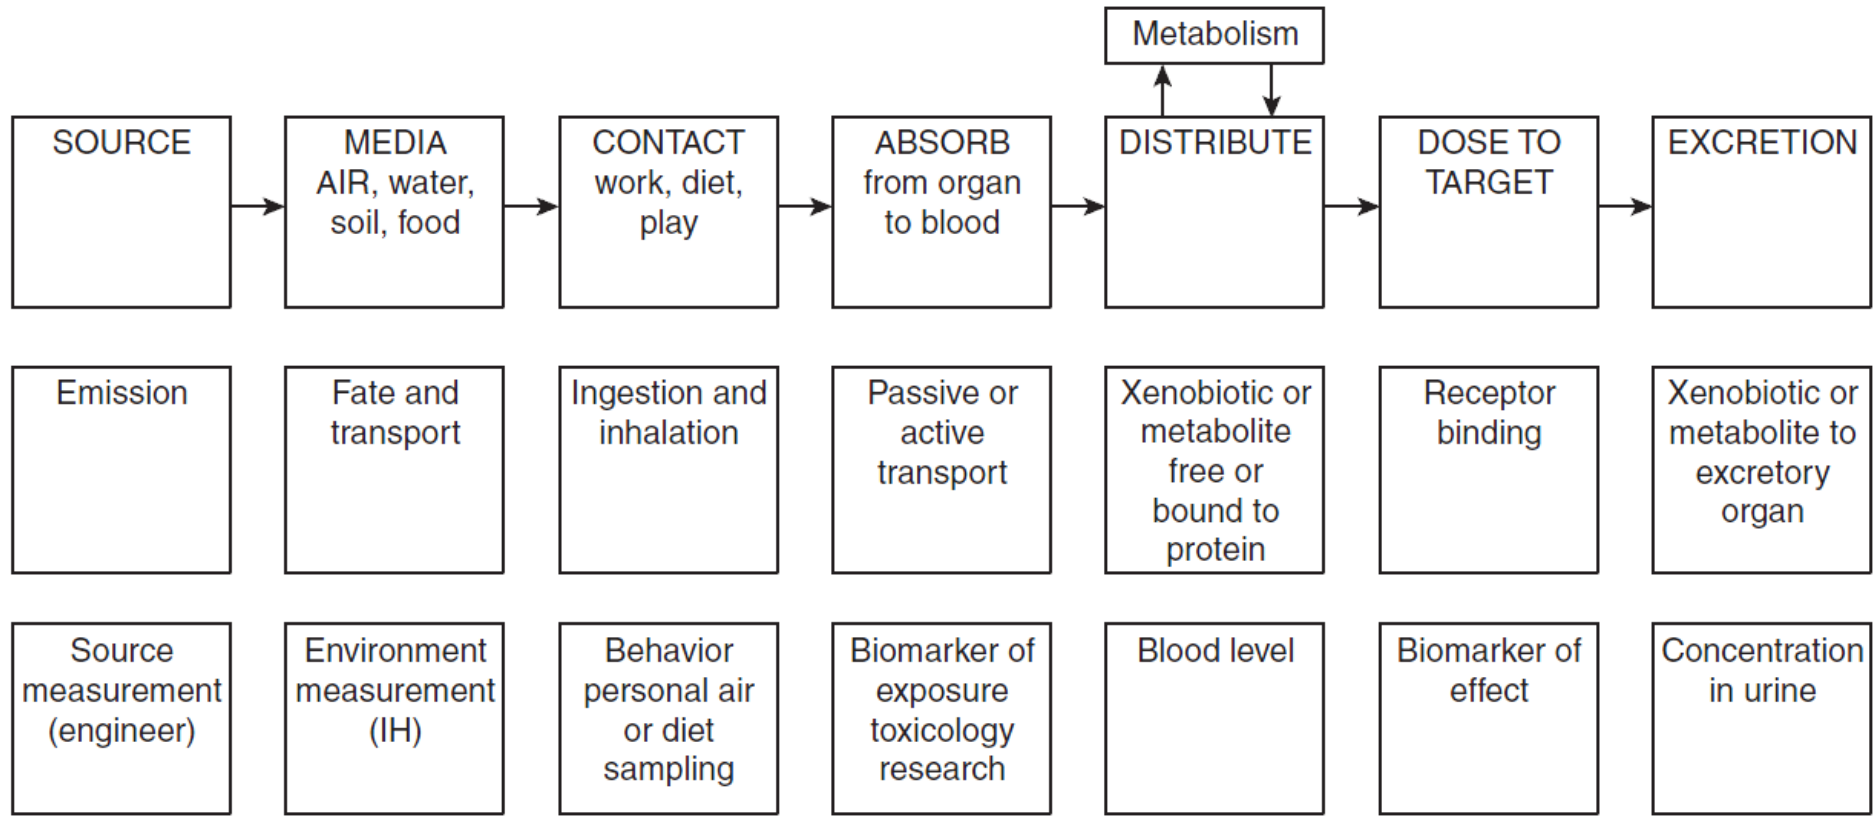 Metabolism
SOURCE
MEDIA
AIR, water,
soil, food
CONTACT
work, diet,
play
ABSORB
from organ
to blood
DISTRIBUTE
DOSE TO
TARGET
EXCRETION
Emission
Fate and
transport
Ingestion and
inhalation
Passive or
active
transport
Xenobiotic or
metabolite
free or
bound to
protein
Receptor
binding
Xenobiotic or
metabolite to
excretory
organ
Source
measurement
(engineer)
Environment
measurement
(IH)
Behavior
personal air
or diet
sampling
Biomarker of
exposure
toxicology
research
Blood level
Biomarker of
effect
Concentration
in urine